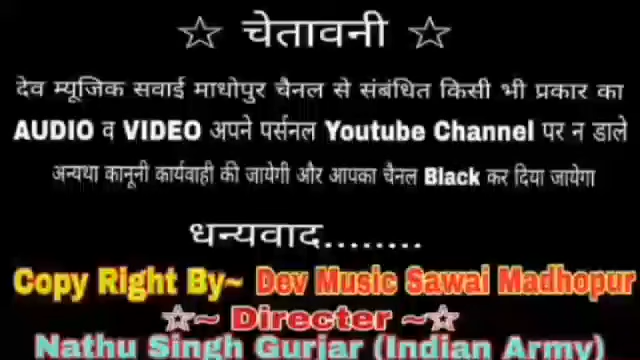 ☆ चेतावनी ☆
देव म्यूजिक सवाई माधोपुर चैनल से संबंधित किसी भी प्रकार का
AUDIO व VIDEO अपने पर्सनल Youtube Channel पर न डाले
अन्यथा कानूनी कार्यवाही की जायेगी और आपका चैनल Black कर दिया जायेगा
धन्यवाद........
Copy Right By~ Dev Music Sawai Madhopur
☆~ Directer ~☆
Nathu Singh Gurjar (Indian Army)